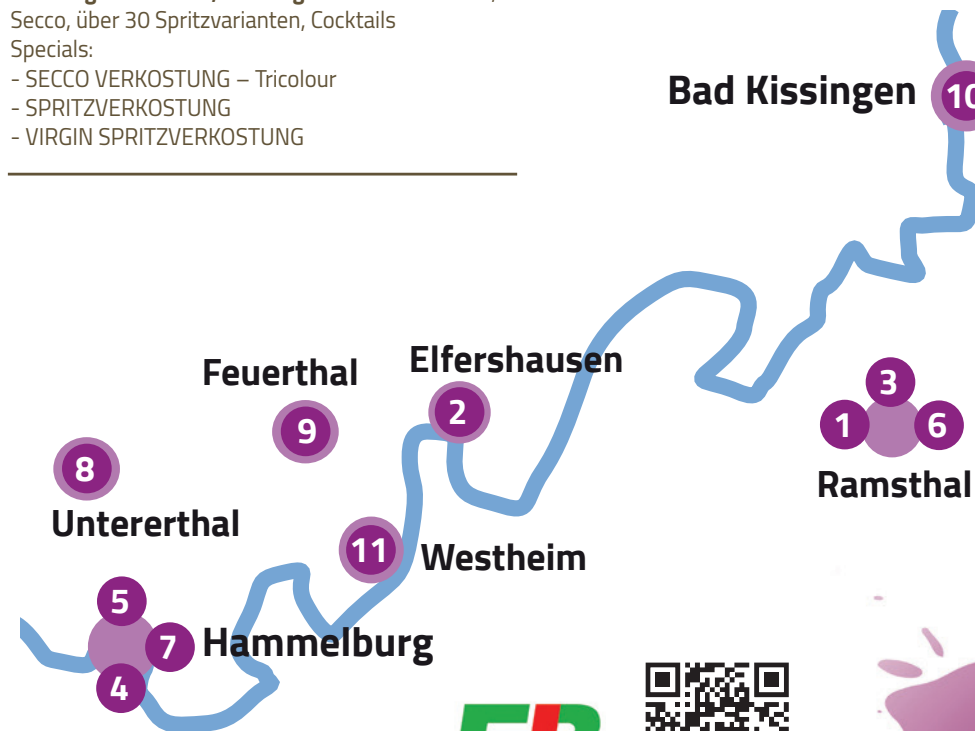 Secco, über 30 Spritzvarianten, Cocktails
Specials:
- SECCO VERKOSTUNG – Tricolour
- SPRITZVERKOSTUNG
- VIRGIN SPRITZVERKOSTUNG
Bad Kissingen
10
Feuerthal
Elfershausen
9
2
3
1
6
Ramsthal
8
Untererthal
11
Westheim
5
7
Hammelburg
4